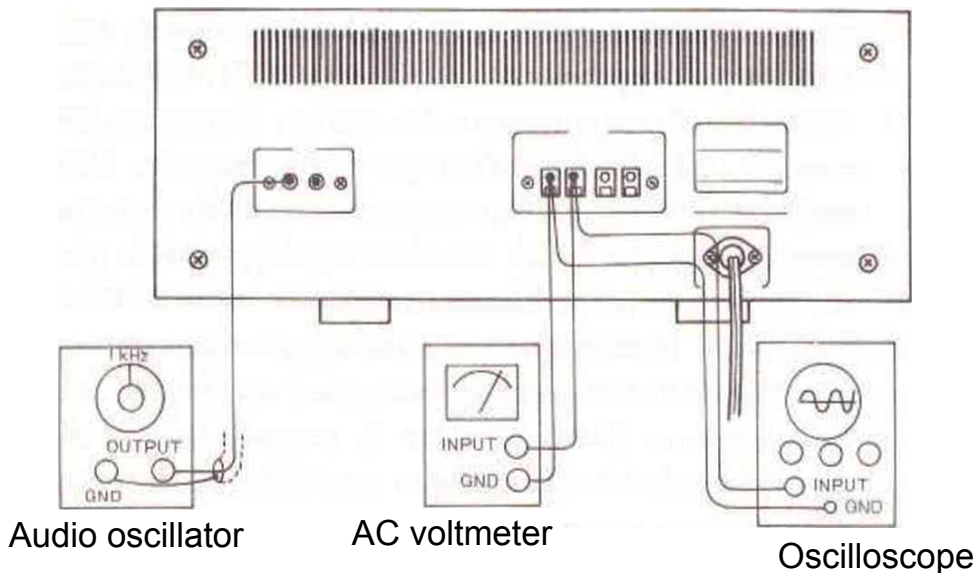 1kHz
OUTPUT
GND
Audio oscillator
INPUT
GND
AC voltmeter
INPUT
GND
Oscilloscope